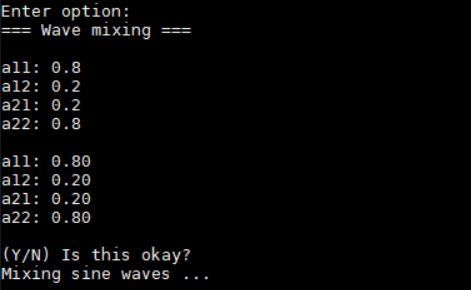 Enter option:
=== Wave mixing ===
a11: 0.8
a12: 0.2
a21: 0.2
a22: 0.8
a11: 0.80
a12: 0.20
a21: 0.20
a22: 0.80
(Y/N) Is this okay?
Mixing sine waves ...